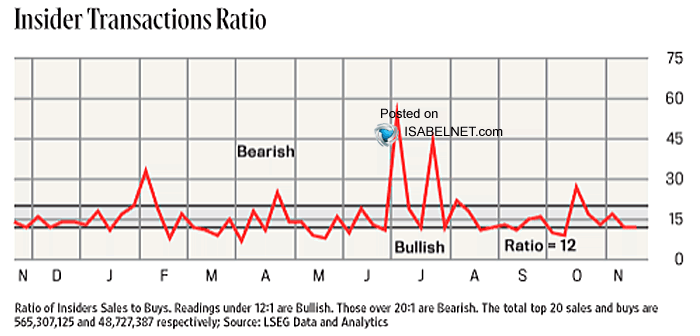 Insider Transactions Ratio
75
60
45
30
15
0
Posted on
ISABELNET.com
Bearish
Bullish
Ratio = 12
N D J F M A M J J A S O N
Ratio of Insiders Sales to Buys. Readings under 12:1 are Bullish. Those over 20:1 are Bearish. The total top 20 sales and buys are
565,307,125 and 48,727,387 respectively; Source: LSEG Data and Analytics